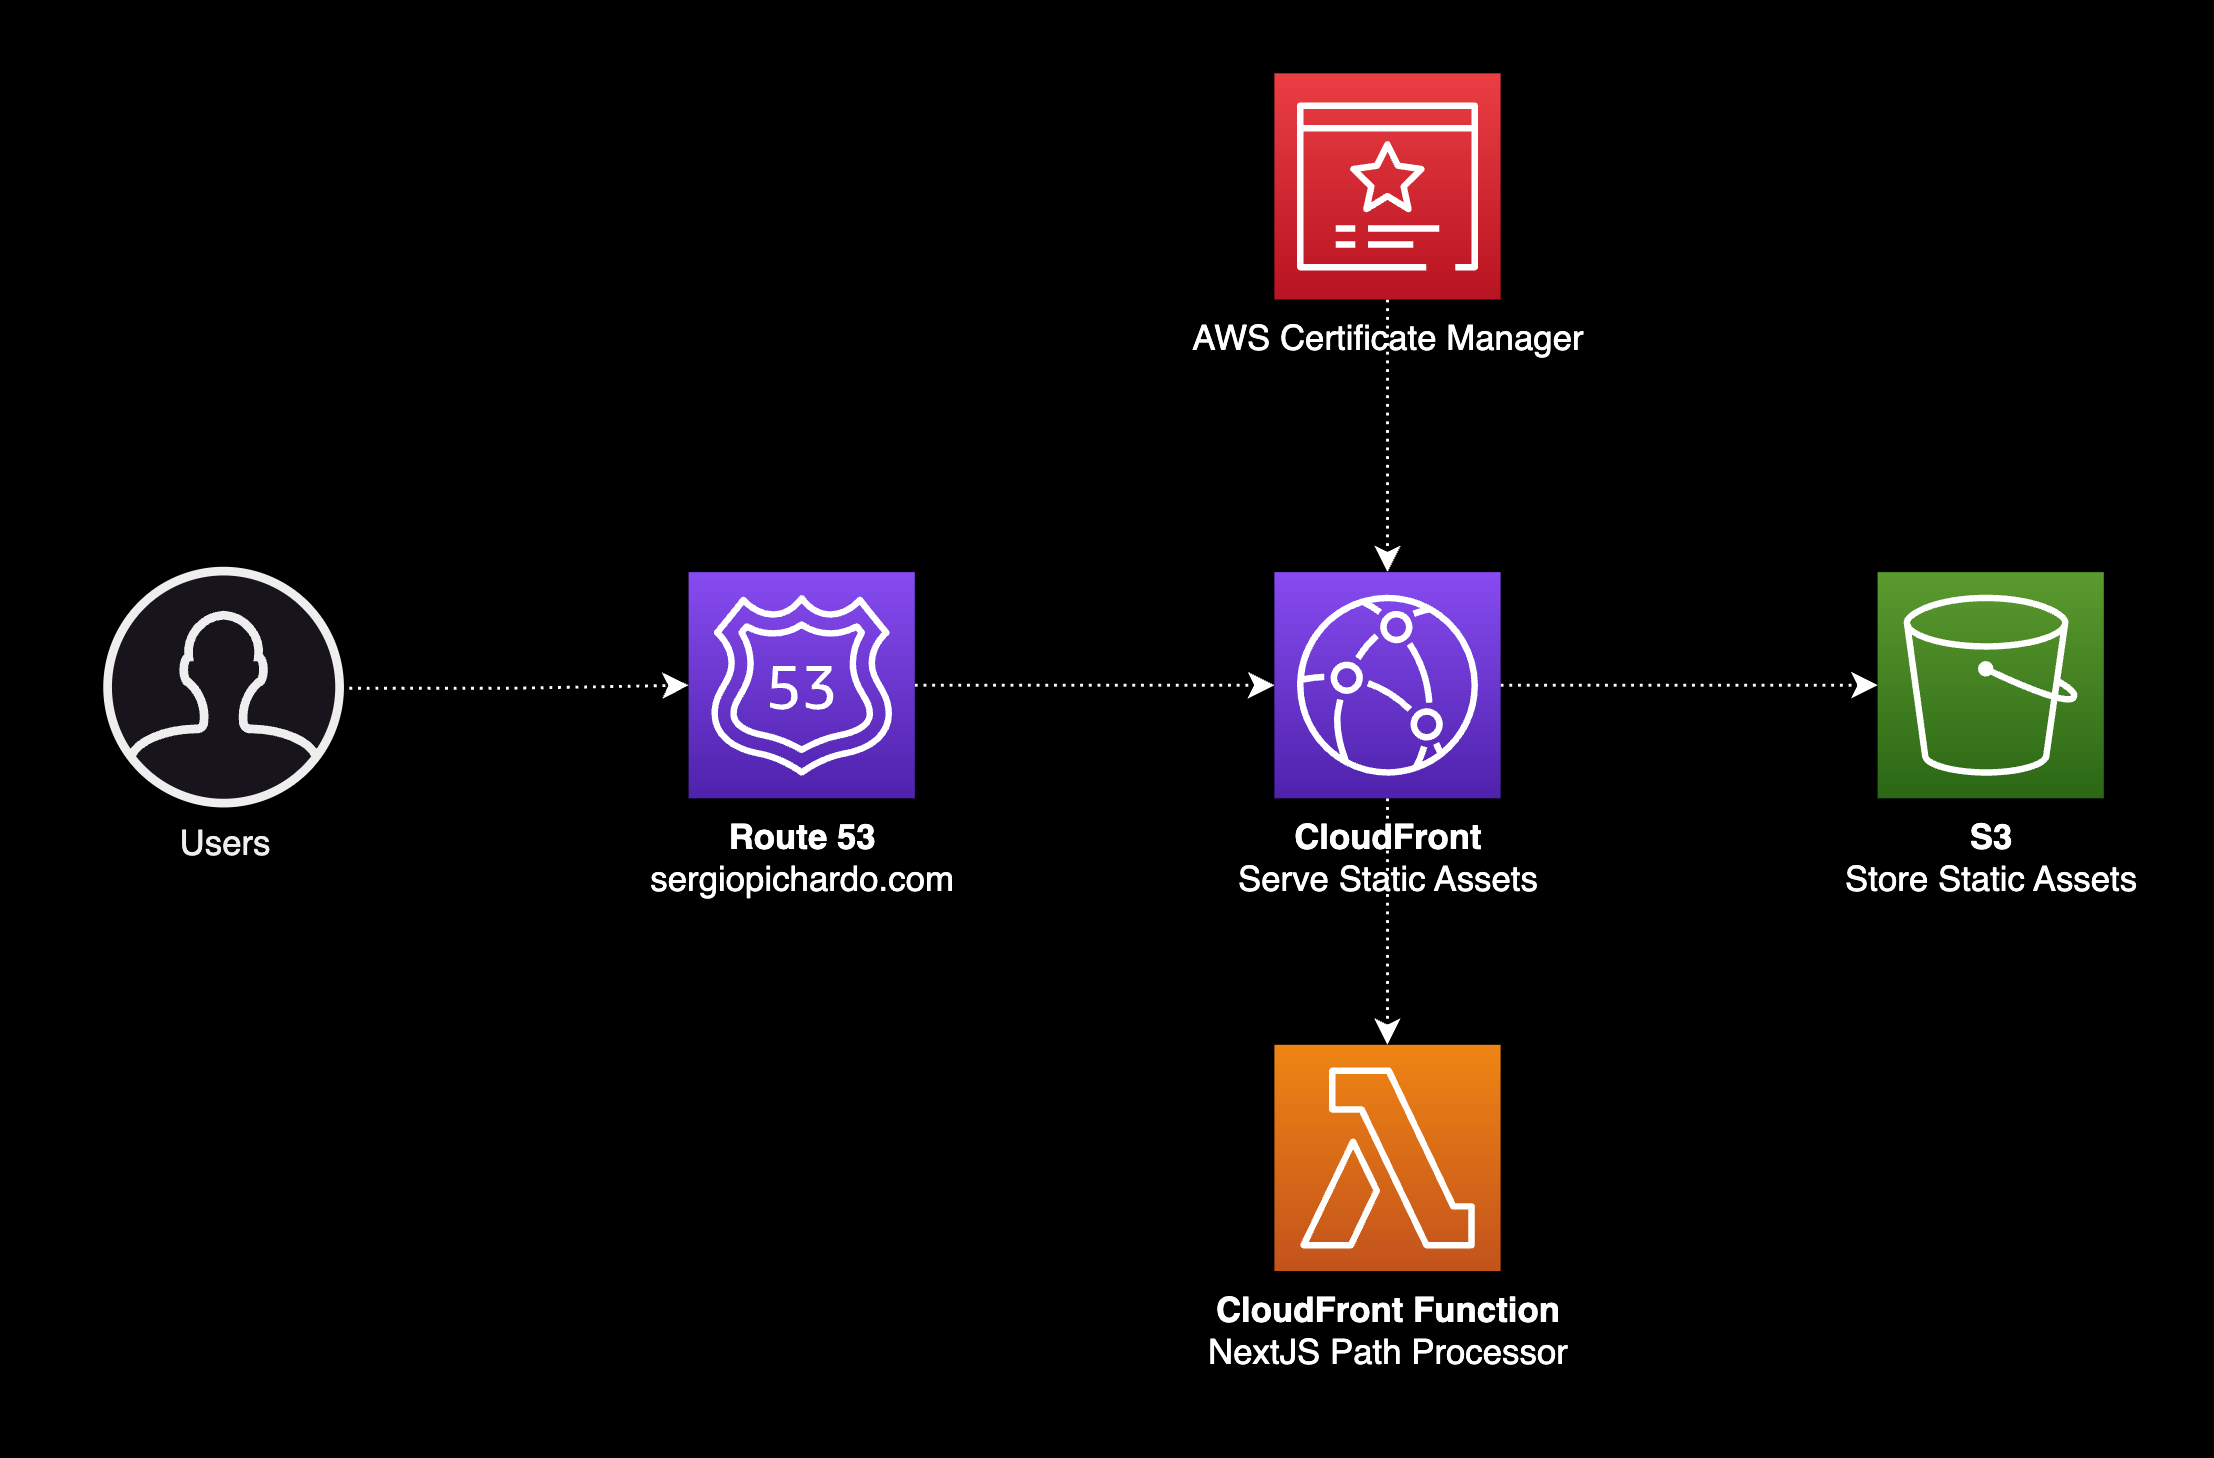 AWS Certificate Manager
53
Users
Route 53
sergiopichardo.com
CloudFront
Serve Static Assets
S3
Store Static Assets
CloudFront Function
NextJS Path Processor